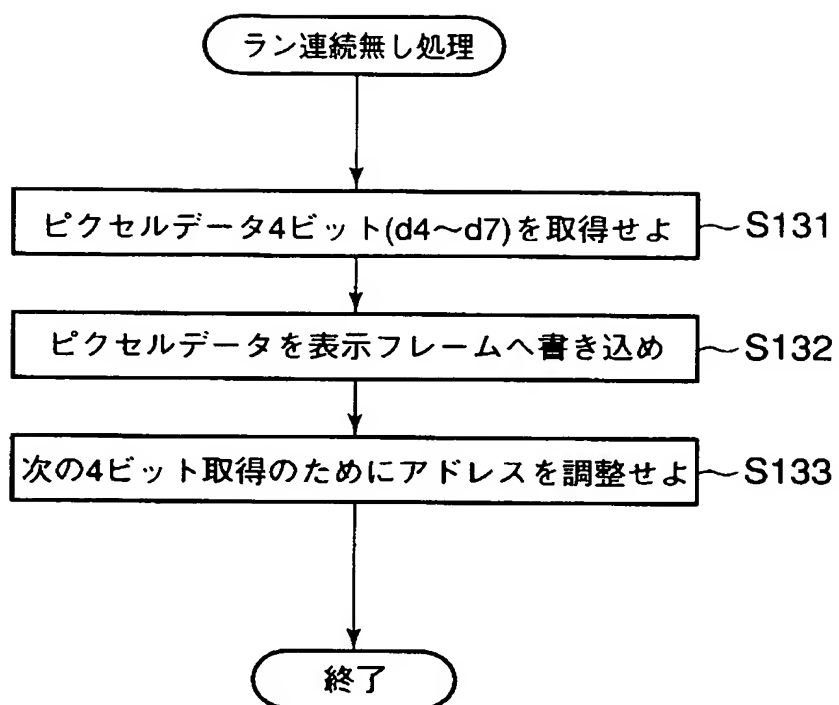 ラン連続無し処理
ピクセルデータ4ビット(d4～d7)を取得せよ
S131
ピクセルデータを表示フレームへ書き込め
S132
次の4ビット取得のためにアドレスを調整せよ
S133
終了